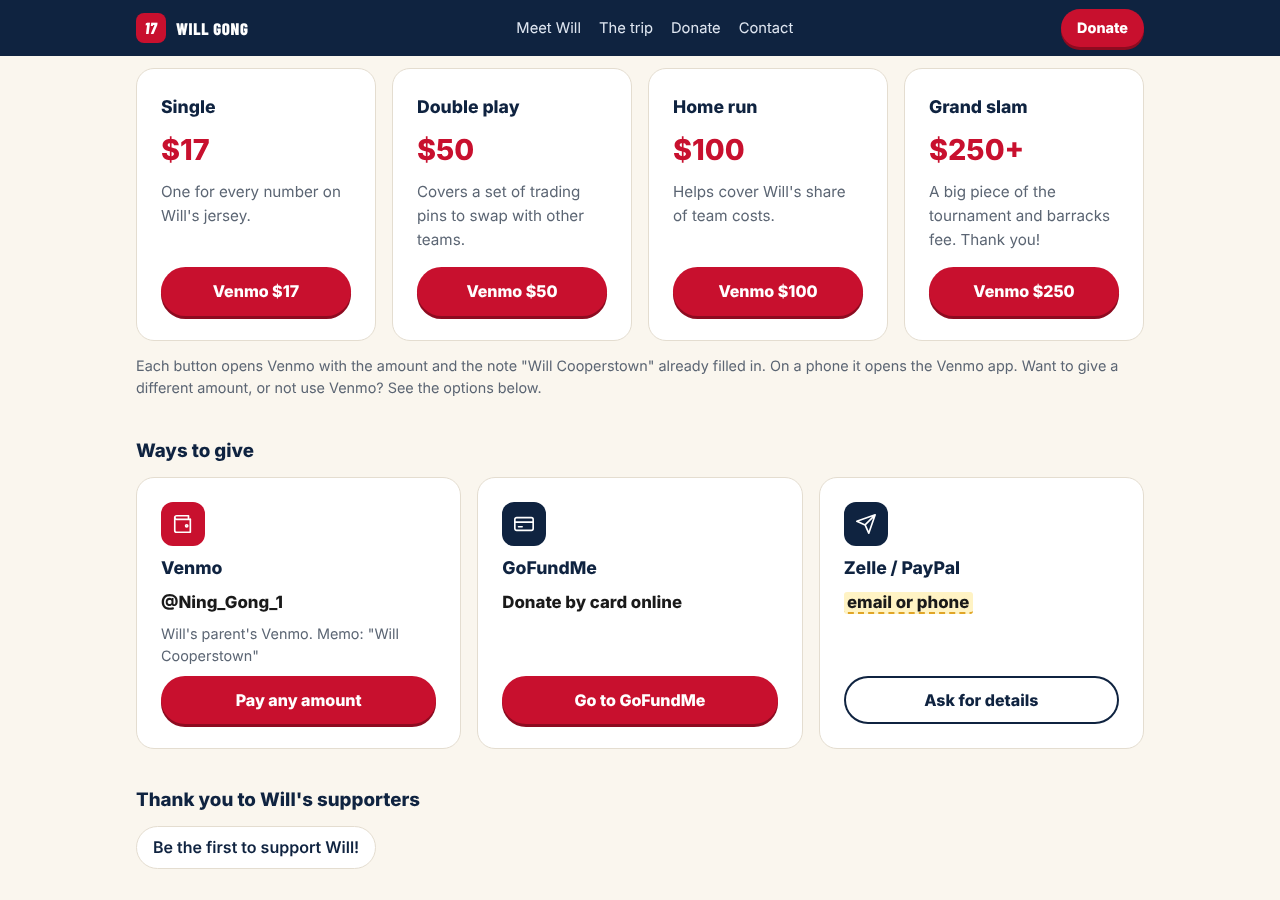 17 WILL GONG
Meet Will The trip Donate Contact
Donate
Single
$17
One for every number on
Will's jersey.
Venmo $17
Double play
$50
Covers a set of trading
pins to swap with other
teams.
Venmo $50
Home run
$100
Helps cover Will's share
of team costs.
Venmo $100
Grand slam
$250+
A big piece of the
tournament and barracks
fee. Thank you!
Venmo $250
Each button opens Venmo with the amount and the note "Will Cooperstown" already filled in. On a phone it opens the Venmo app. Want to give a
different amount, or not use Venmo? See the options below.
Ways to give
Venmo
@Ning_Gong_1
Will's parent's Venmo. Memo: "Will
Cooperstown"
Pay any amount
GoFundMe
Donate by card online
Go to GoFundMe
Zelle / PayPal
email or phone
Ask for details
Thank you to Will's supporters
Be the first to support Will!